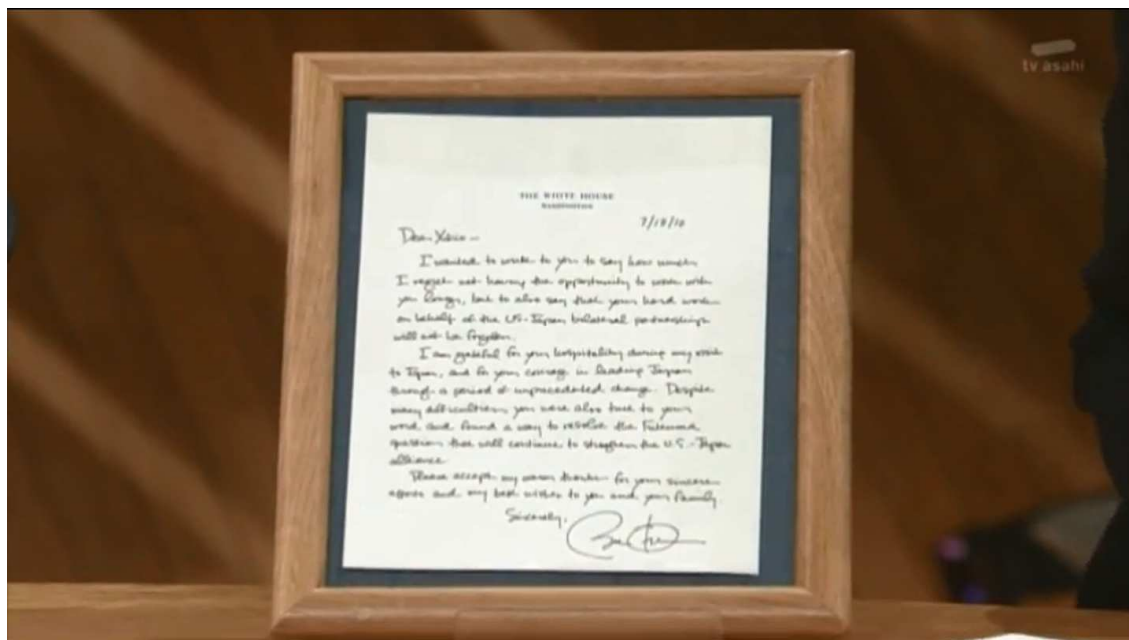 tv asahi
THE WHITE HOUSE
WASHINGTON
7/18/10
Dear Yukio —
I wanted to write to you to say how much
I regret not having the opportunity to work with
you longer, but to also say that your hard work
on behalf of the US-Japan bilateral partnership
will not be forgotten.
I am grateful for your hospitality during my visit
to Japan, and for your courage in leading Japan
through a period of unprecedented change. Despite
many difficulties, you were also true to your
word and found a way to resolve the Futenma
question that will continue to strengthen the U.S.-Japan
alliance.
Please accept my warm thanks for your sincere
efforts and my best wishes to you and your family.
Sincerely,